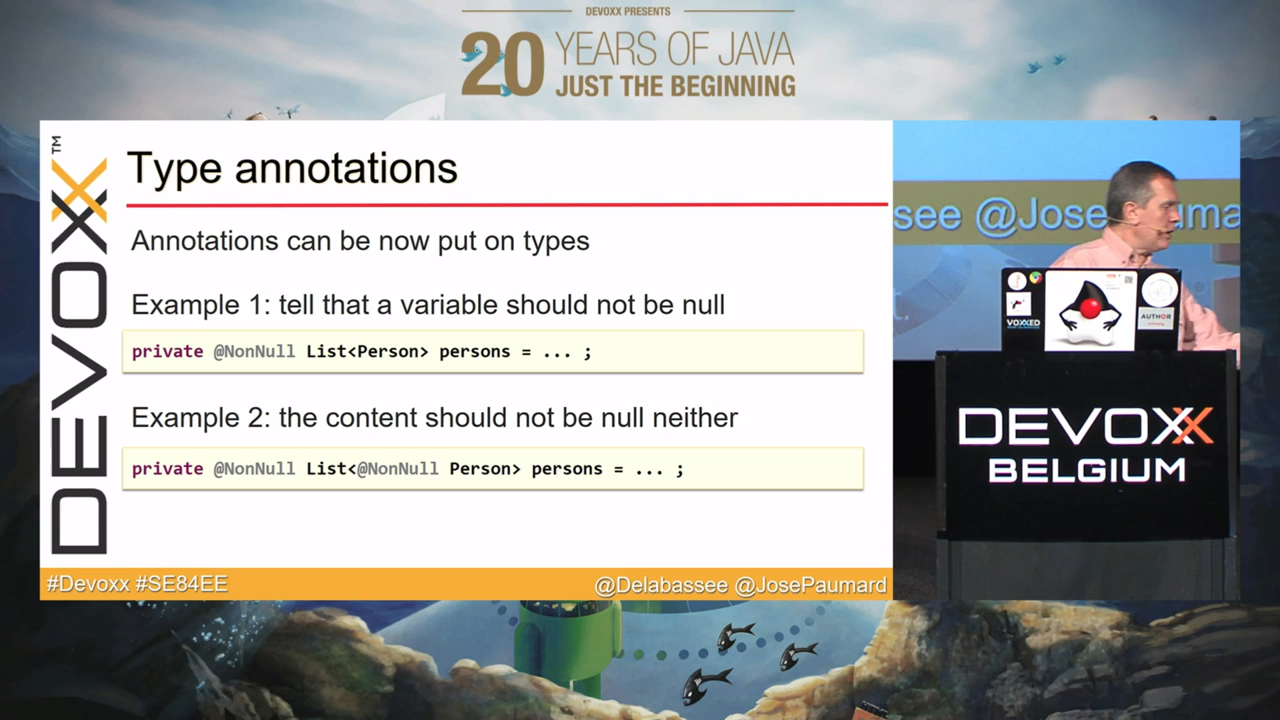 DEVOXX PRESENTS
20 YEARS OF JAVA
JUST THE BEGINNING
DEVOXX™
Type annotations
Annotations can be now put on types
Example 1: tell that a variable should not be null
private @NonNull List<Person> persons = ... ;
Example 2: the content should not be null neither
private @NonNull List<@NonNull Person> persons = ... ;
#Devoxx #SE84EE
@Delabassee @JosePaumard
see @Jose uma
VOXXED
AUTHOR
DEVOXX
BELGIUM